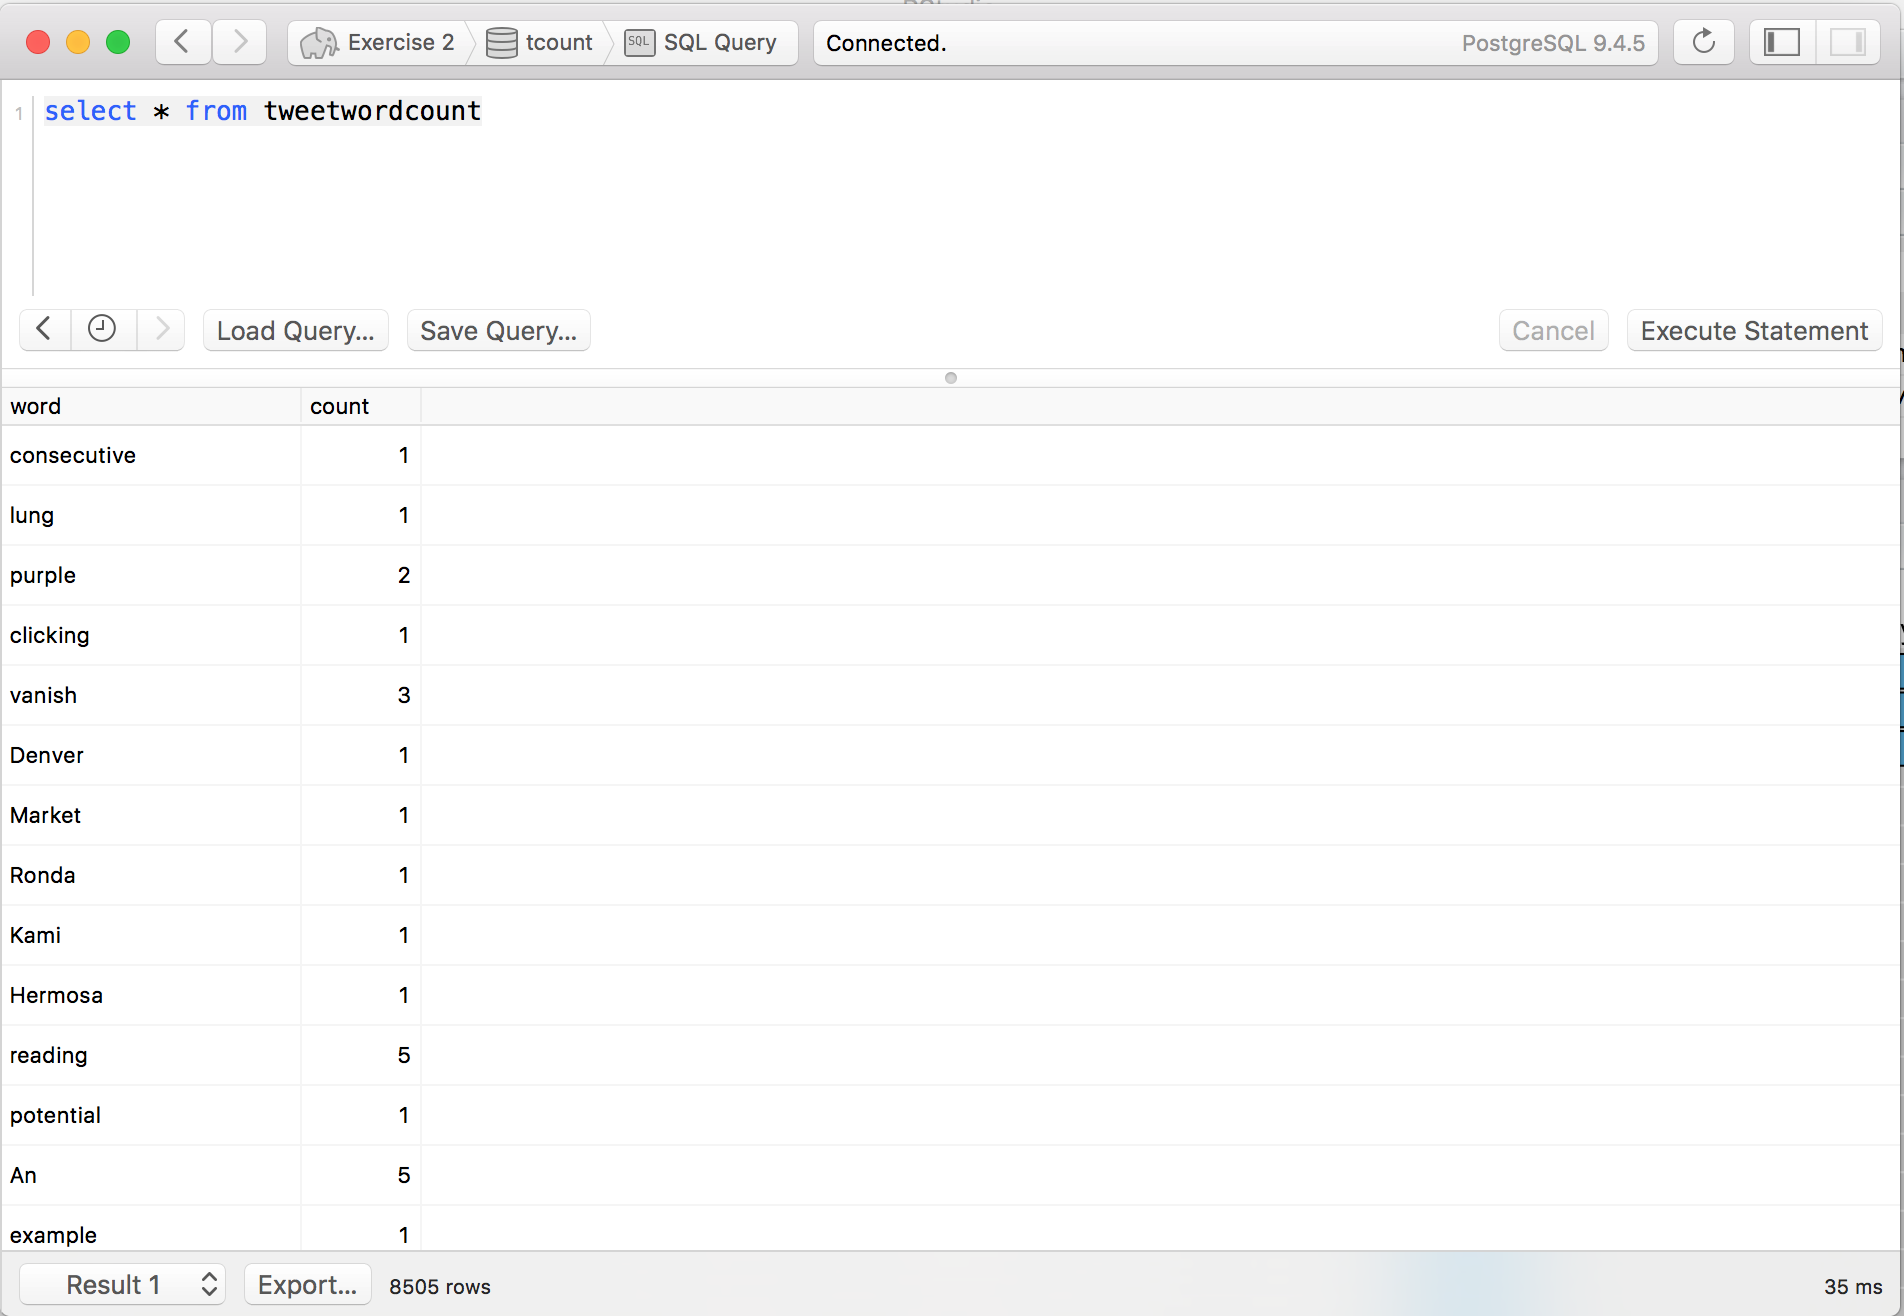 Exercise 2 tcount SQL SQL Query Connected. PostgreSQL 9.4.5
1 select * from tweetwordcount
Load Query... Save Query... Cancel Execute Statement
word count
consecutive 1
lung 1
purple 2
clicking 1
vanish 3
Denver 1
Market 1
Ronda 1
Kami 1
Hermosa 1
reading 5
potential 1
An 5
example 1
Result 1 Export... 8505 rows 35 ms